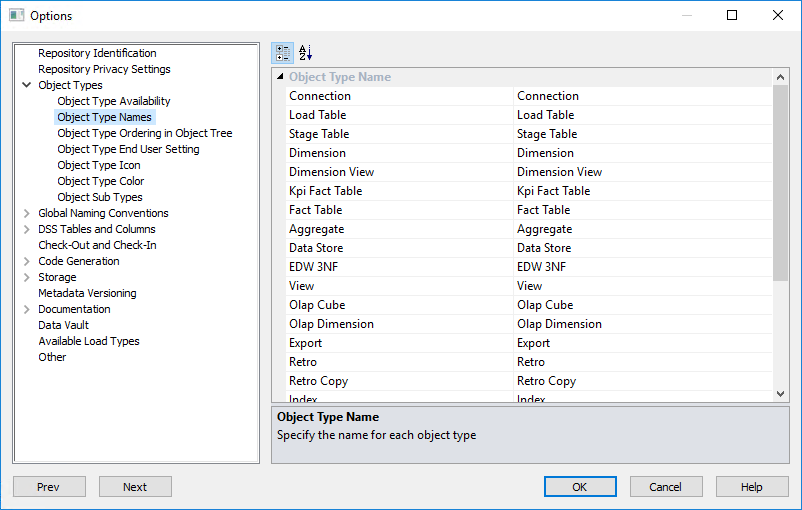 Options
Repository Identification
Repository Privacy Settings
Object Types
Object Type Availability
Object Type Names
Object Type Ordering in Object Tree
Object Type End User Setting
Object Type Icon
Object Type Color
Object Sub Types
Global Naming Conventions
DSS Tables and Columns
Check-Out and Check-In
Code Generation
Storage
Metadata Versioning
Documentation
Data Vault
Available Load Types
Other
Object Type Name
Connection Connection
Load Table Load Table
Stage Table Stage Table
Dimension Dimension
Dimension View Dimension View
Kpi Fact Table Kpi Fact Table
Fact Table Fact Table
Aggregate Aggregate
Data Store Data Store
EDW 3NF EDW 3NF
View View
Olap Cube Olap Cube
Olap Dimension Olap Dimension
Export Export
Retro Retro
Retro Copy Retro Copy
Index Index
Object Type Name
Specify the name for each object type
Prev Next OK Cancel Help